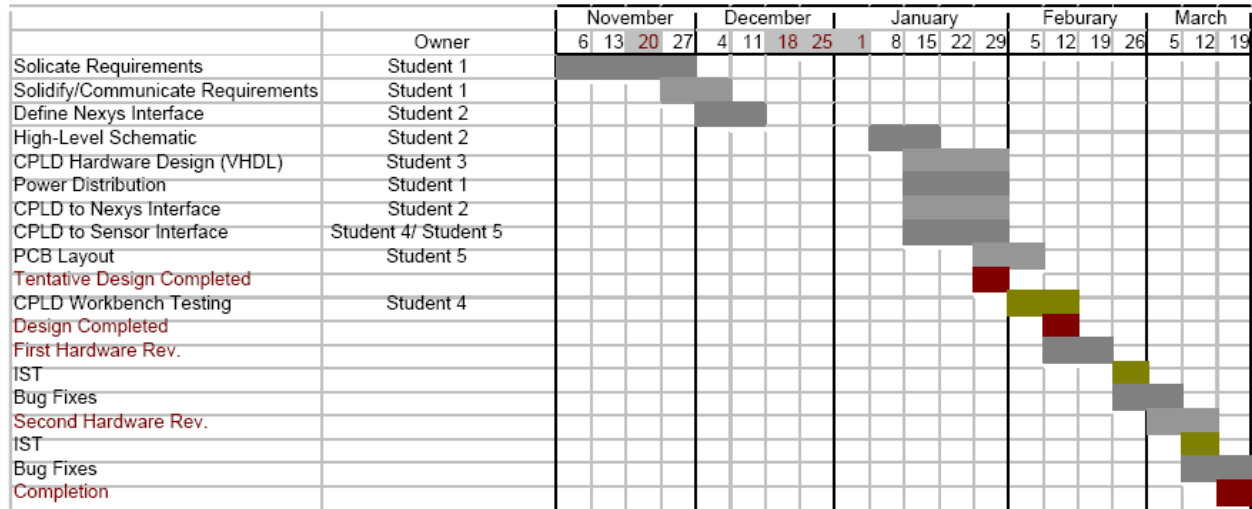 November December January Feburary March
Owner 6 13 20 27 4 11 18 25 1 8 15 22 29 5 12 19 26 5 12 19
Solicate Requirements Student 1
Solidify/Communicate Requirements Student 1
Define Nexys Interface Student 2
High-Level Schematic Student 2
CPLD Hardware Design (VHDL) Student 3
Power Distribution Student 1
CPLD to Nexys Interface Student 2
CPLD to Sensor Interface Student 4/ Student 5
PCB Layout Student 5
Tentative Design Completed
CPLD Workbench Testing Student 4
Design Completed
First Hardware Rev.
IST
Bug Fixes
Second Hardware Rev.
IST
Bug Fixes
Completion